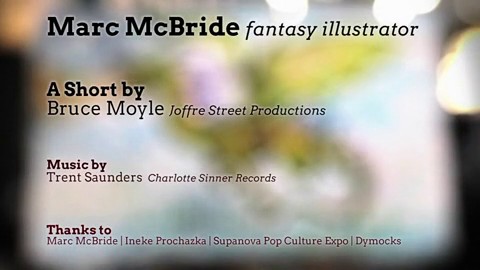 Marc McBride fantasy illustrator
A Short by
Bruce Moyle Joffre Street Productions
Music by
Trent Saunders Charlotte Sinner Records
Thanks to
Marc McBride | Ineke Prochazka | Supanova Pop Culture Expo | Dymocks